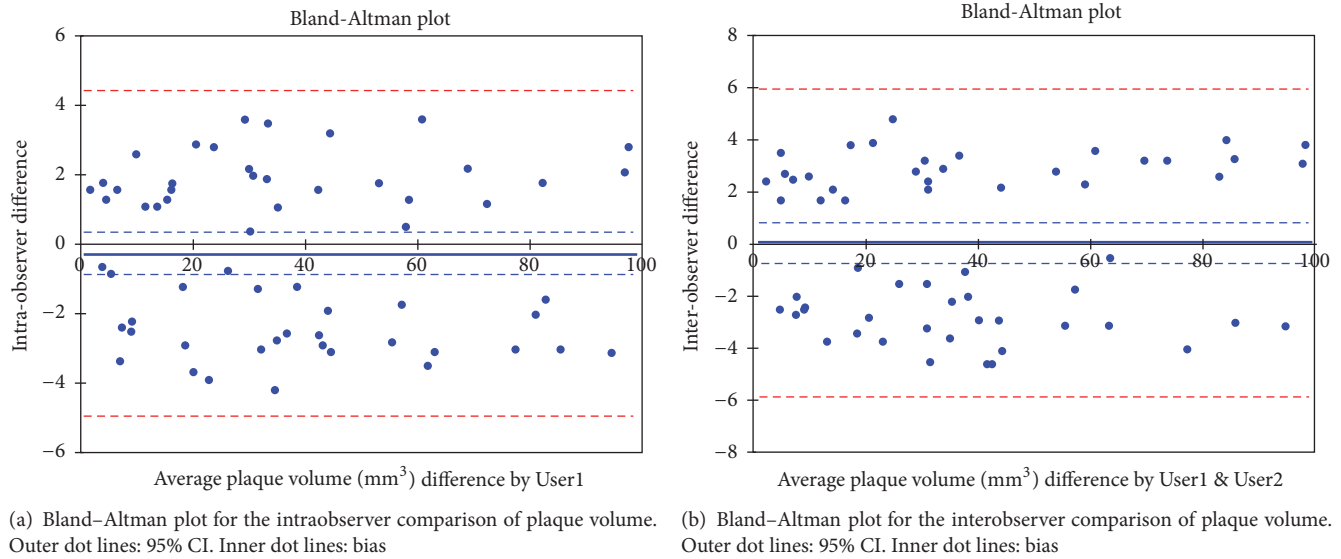 Bland-Altman plot
6
4
2
0
−2
−4
−6
0 20 40 60 80 100
Intra-observer difference
Average plaque volume (mm³) difference by User1
(a) Bland–Altman plot for the intraobserver comparison of plaque volume.
Outer dot lines: 95% CI. Inner dot lines: bias
Bland-Altman plot
8
6
4
2
0
−2
−4
−6
−8
0 20 40 60 80 100
Inter-observer difference
Average plaque volume (mm³) difference by User1 & User2
(b) Bland–Altman plot for the interobserver comparison of plaque volume.
Outer dot lines: 95% CI. Inner dot lines: bias